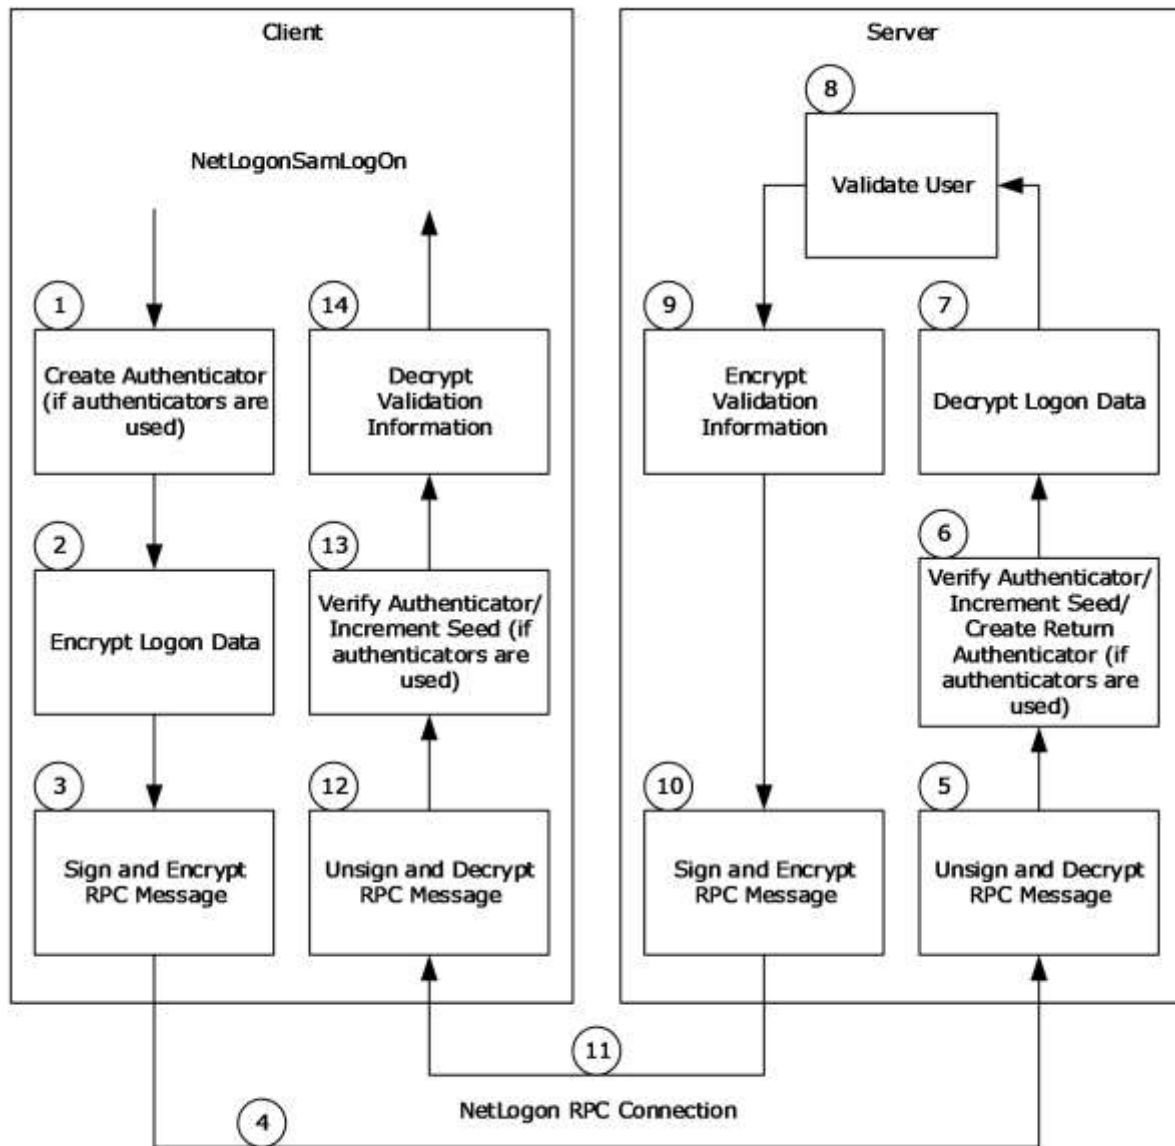 Client
Server
8
NetLogonSamLogOn
Validate User
1
14
9
7
Create Authenticator
(if authenticators are
used)
Decrypt
Validation
Information
Encrypt
Validation
Information
Decrypt Logon Data
2
13
6
Encrypt Logon Data
Verify Authenticator/
Increment Seed (if
authenticators are
used)
Verify Authenticator/
Increment Seed/
Create Return
Authenticator (if
authenticators are
used)
3
12
10
5
Sign and Encrypt
RPC Message
Unsign and Decrypt
RPC Message
Sign and Encrypt
RPC Message
Unsign and Decrypt
RPC Message
11
NetLogon RPC Connection
4